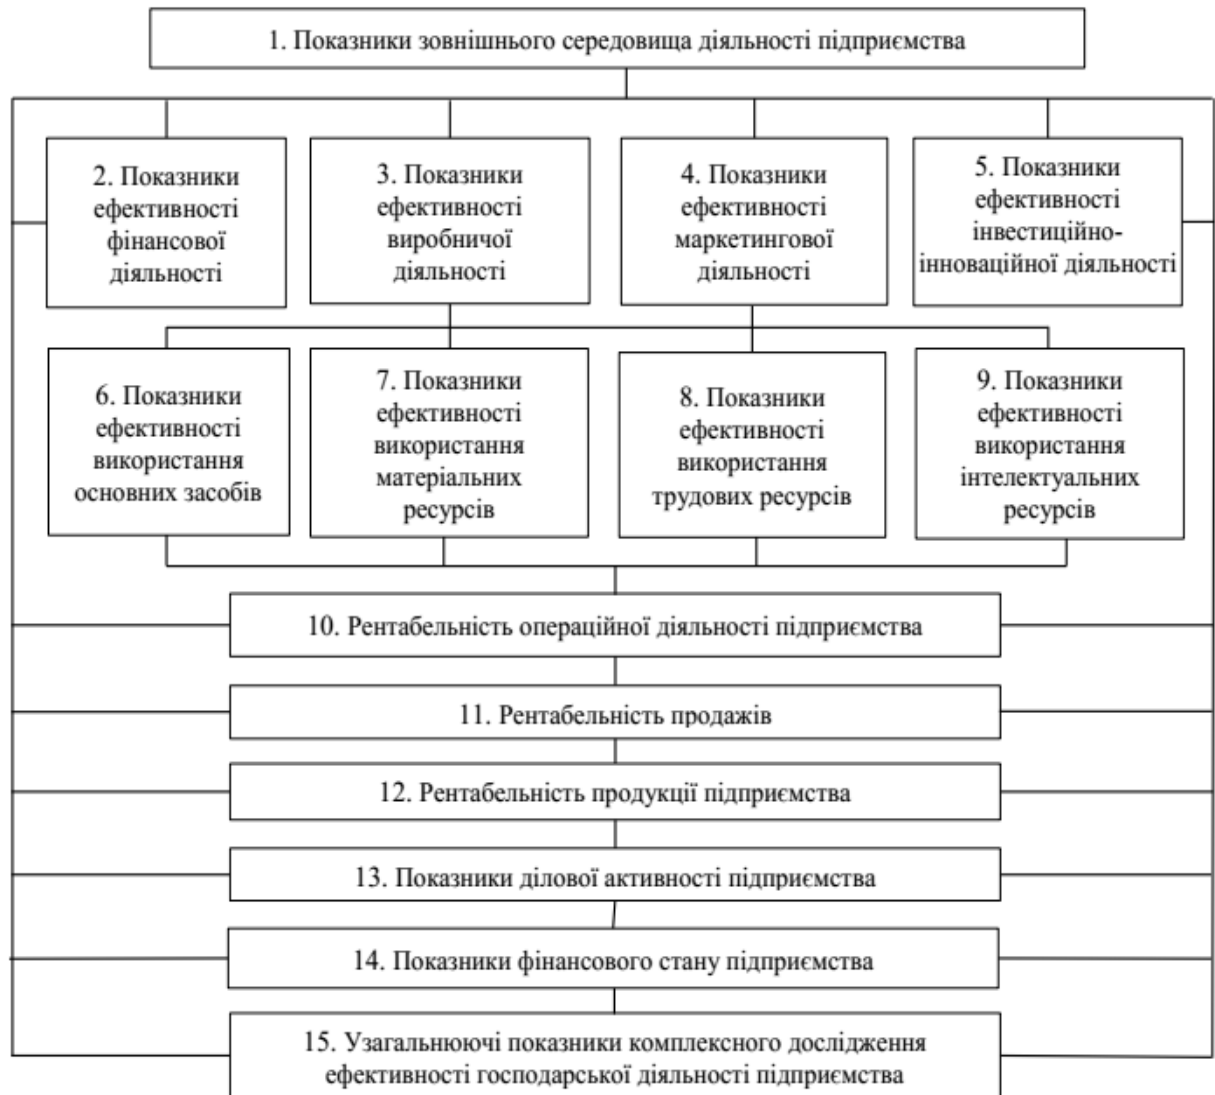 1. Показники зовнішнього середовища діяльності підприємства
2. Показники
ефективності
фінансової
діяльності
3. Показники
ефективності
виробничої
діяльності
4. Показники
ефективності
маркетингової
діяльності
5. Показники
ефективності
інвестиційно-
інноваційної діяльності
6. Показники
ефективності
використання
основних засобів
7. Показники
ефективності
використання
матеріальних
ресурсів
8. Показники
ефективності
використання
трудових ресурсів
9. Показники
ефективності
використання
інтелектуальних
ресурсів
10. Рентабельність операційної діяльності підприємства
11. Рентабельність продажів
12. Рентабельність продукції підприємства
13. Показники ділової активності підприємства
14. Показники фінансового стану підприємства
15. Узагальнюючі показники комплексного дослідження
ефективності господарської діяльності підприємства